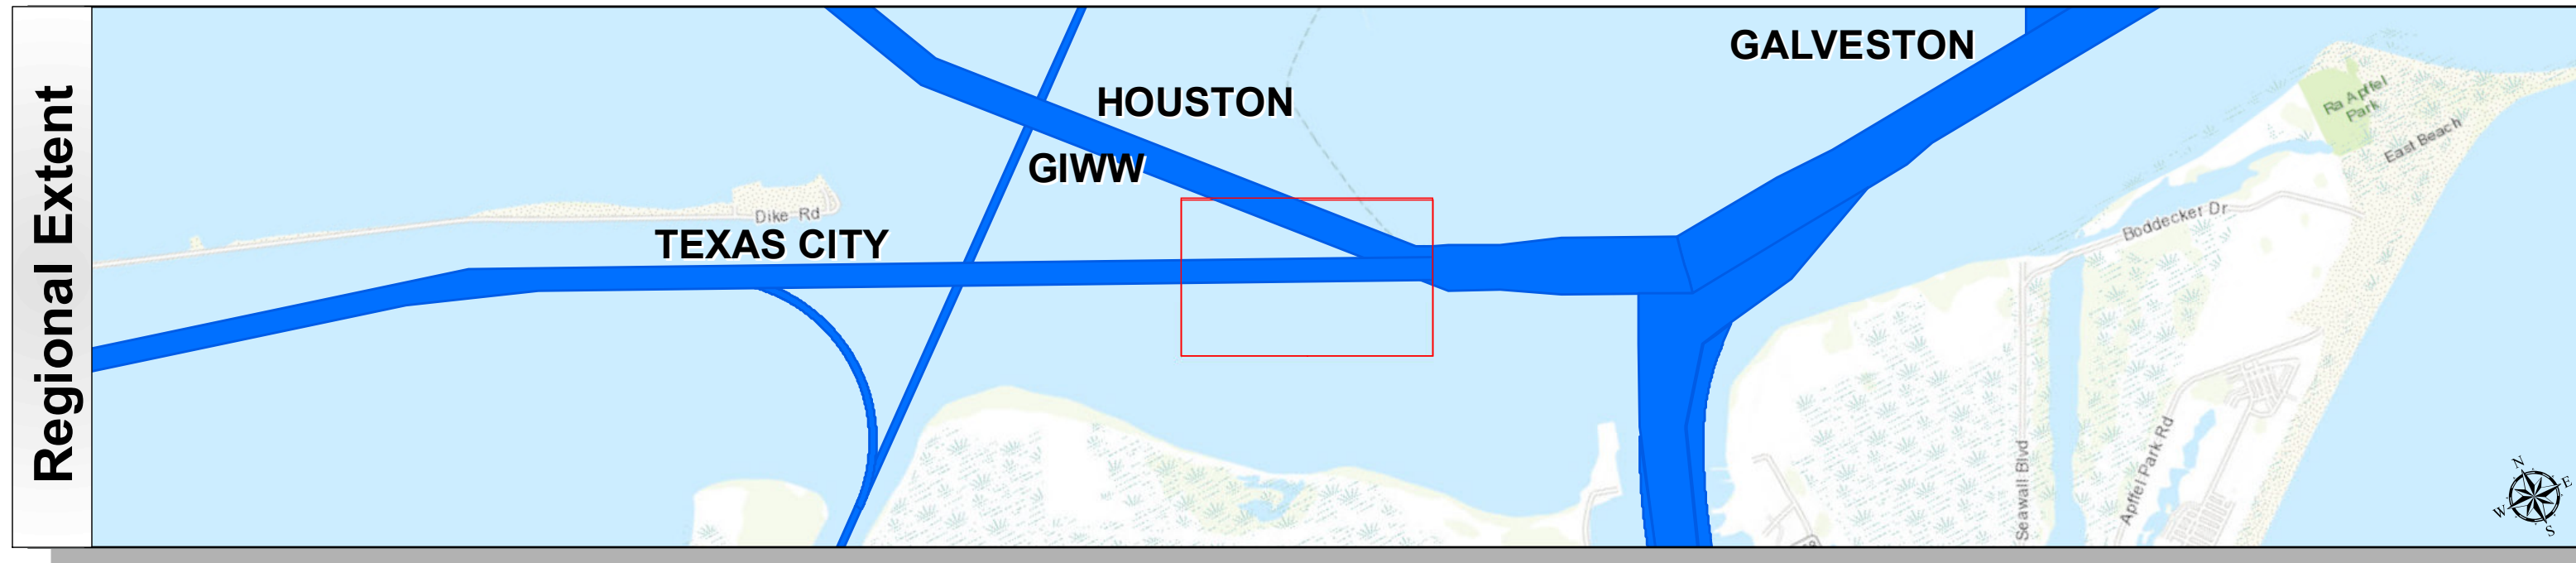 Regional Extent
GALVESTON
HOUSTON
GIWW
TEXAS CITY
Dike Rd
Ra Apffel
Park
East Beach
Boddecker Dr
Seawall Blvd
Apffel Park Rd
N
E
W
S